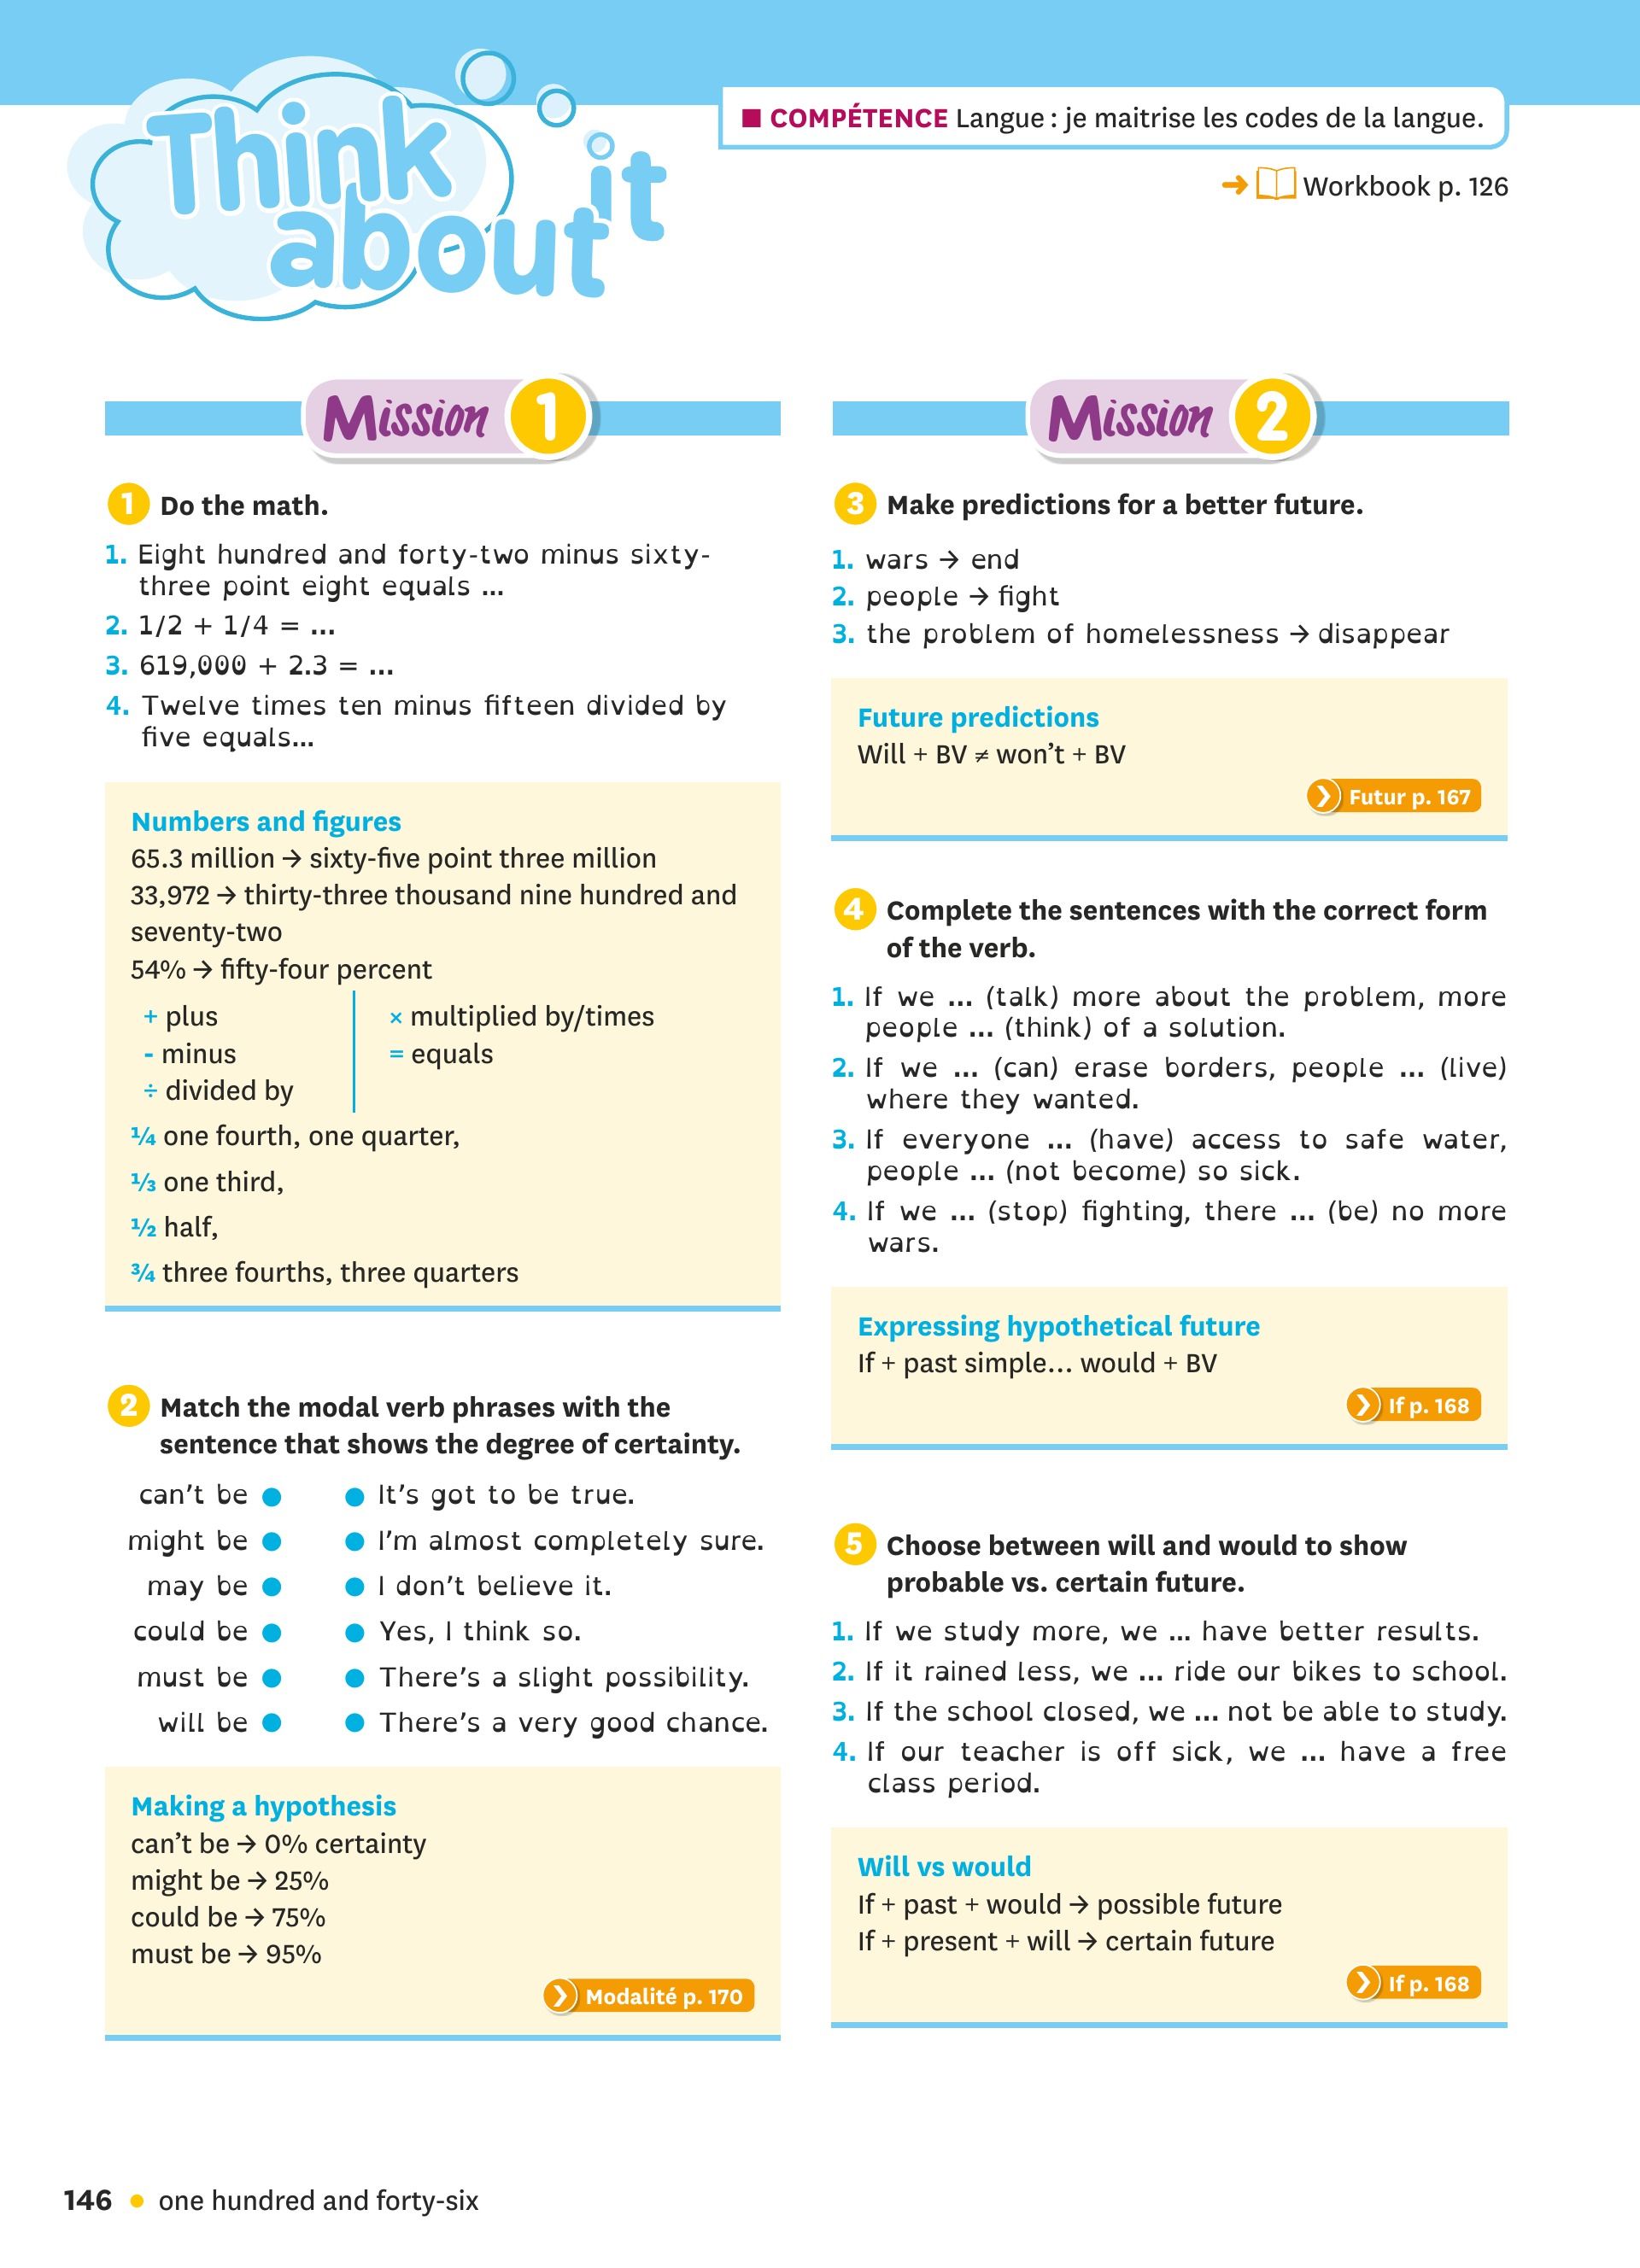 Think
about it
■ COMPÉTENCE Langue : je maitrise les codes de la langue.
➜ Workbook p. 126
Mission 1
1 Do the math.
1. Eight hundred and forty-two minus sixty-
three point eight equals ...
2. 1/2 + 1/4 = ...
3. 619,000 + 2.3 = ...
4. Twelve times ten minus fifteen divided by
five equals...
Numbers and figures
65.3 million → sixty-five point three million
33,972 → thirty-three thousand nine hundred and
seventy-two
54% → fifty-four percent
+ plus
- minus
÷ divided by
× multiplied by/times
= equals
¼ one fourth, one quarter,
⅓ one third,
½ half,
¾ three fourths, three quarters
2 Match the modal verb phrases with the
sentence that shows the degree of certainty.
can't be ● ● It's got to be true.
might be ● ● I'm almost completely sure.
may be ● ● I don't believe it.
could be ● ● Yes, I think so.
must be ● ● There's a slight possibility.
will be ● ● There's a very good chance.
Making a hypothesis
can't be → 0% certainty
might be → 25%
could be → 75%
must be → 95%
Modalité p. 170
Mission 2
3 Make predictions for a better future.
1. wars → end
2. people → fight
3. the problem of homelessness → disappear
Future predictions
Will + BV ≠ won't + BV
Futur p. 167
4 Complete the sentences with the correct form
of the verb.
1. If we ... (talk) more about the problem, more
people ... (think) of a solution.
2. If we ... (can) erase borders, people ... (live)
where they wanted.
3. If everyone ... (have) access to safe water,
people ... (not become) so sick.
4. If we ... (stop) fighting, there ... (be) no more
wars.
Expressing hypothetical future
If + past simple... would + BV
If p. 168
5 Choose between will and would to show
probable vs. certain future.
1. If we study more, we ... have better results.
2. If it rained less, we ... ride our bikes to school.
3. If the school closed, we ... not be able to study.
4. If our teacher is off sick, we ... have a free
class period.
Will vs would
If + past + would → possible future
If + present + will → certain future
If p. 168
146 • one hundred and forty-six